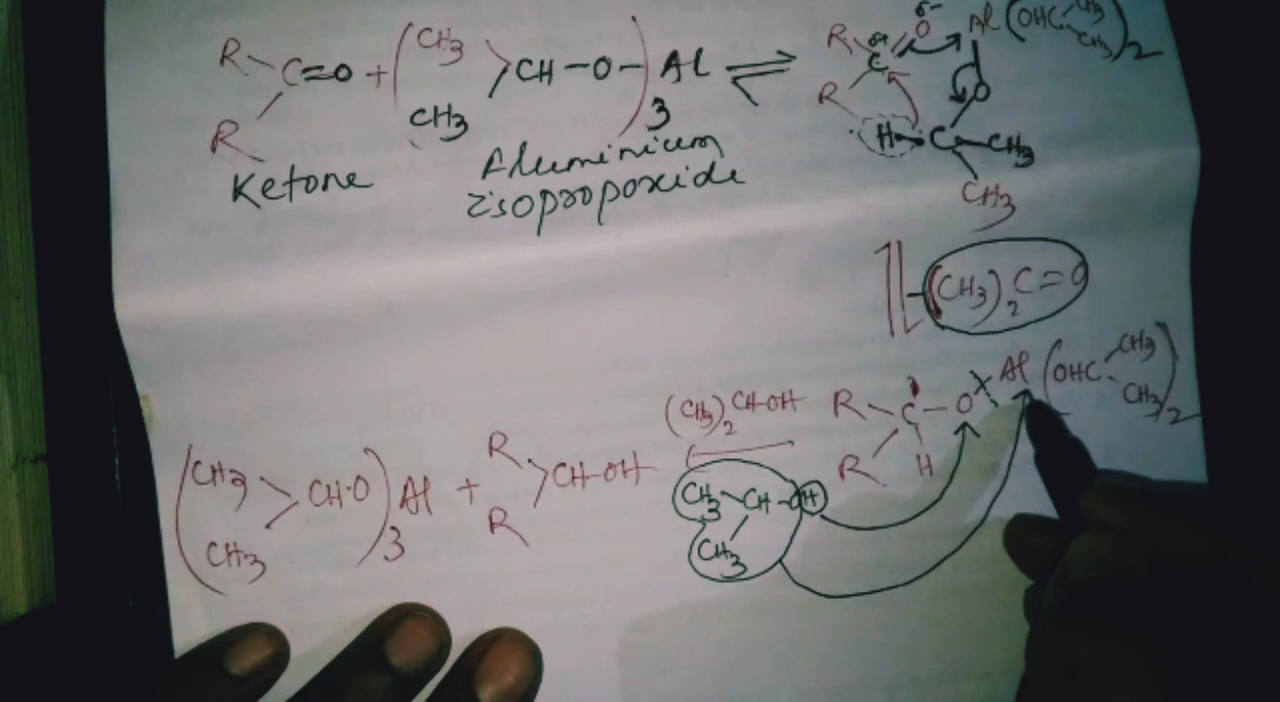 R C=O + (CH3 CH3 >CH-O-)3 Al ⇌ R R C δ+ O δ- Al(OHC CH3 CH3)2
O
H-C-CH3
CH3
Ketone
Aluminium
isopropoxide
(CH3)2C=O
R R C-O Al(OHC CH3 CH3)2
H
(CH3)2CH-OH
CH3 CH-OH
CH3
(CH3 CH3 >CH-O)3 Al + R R >CH-OH